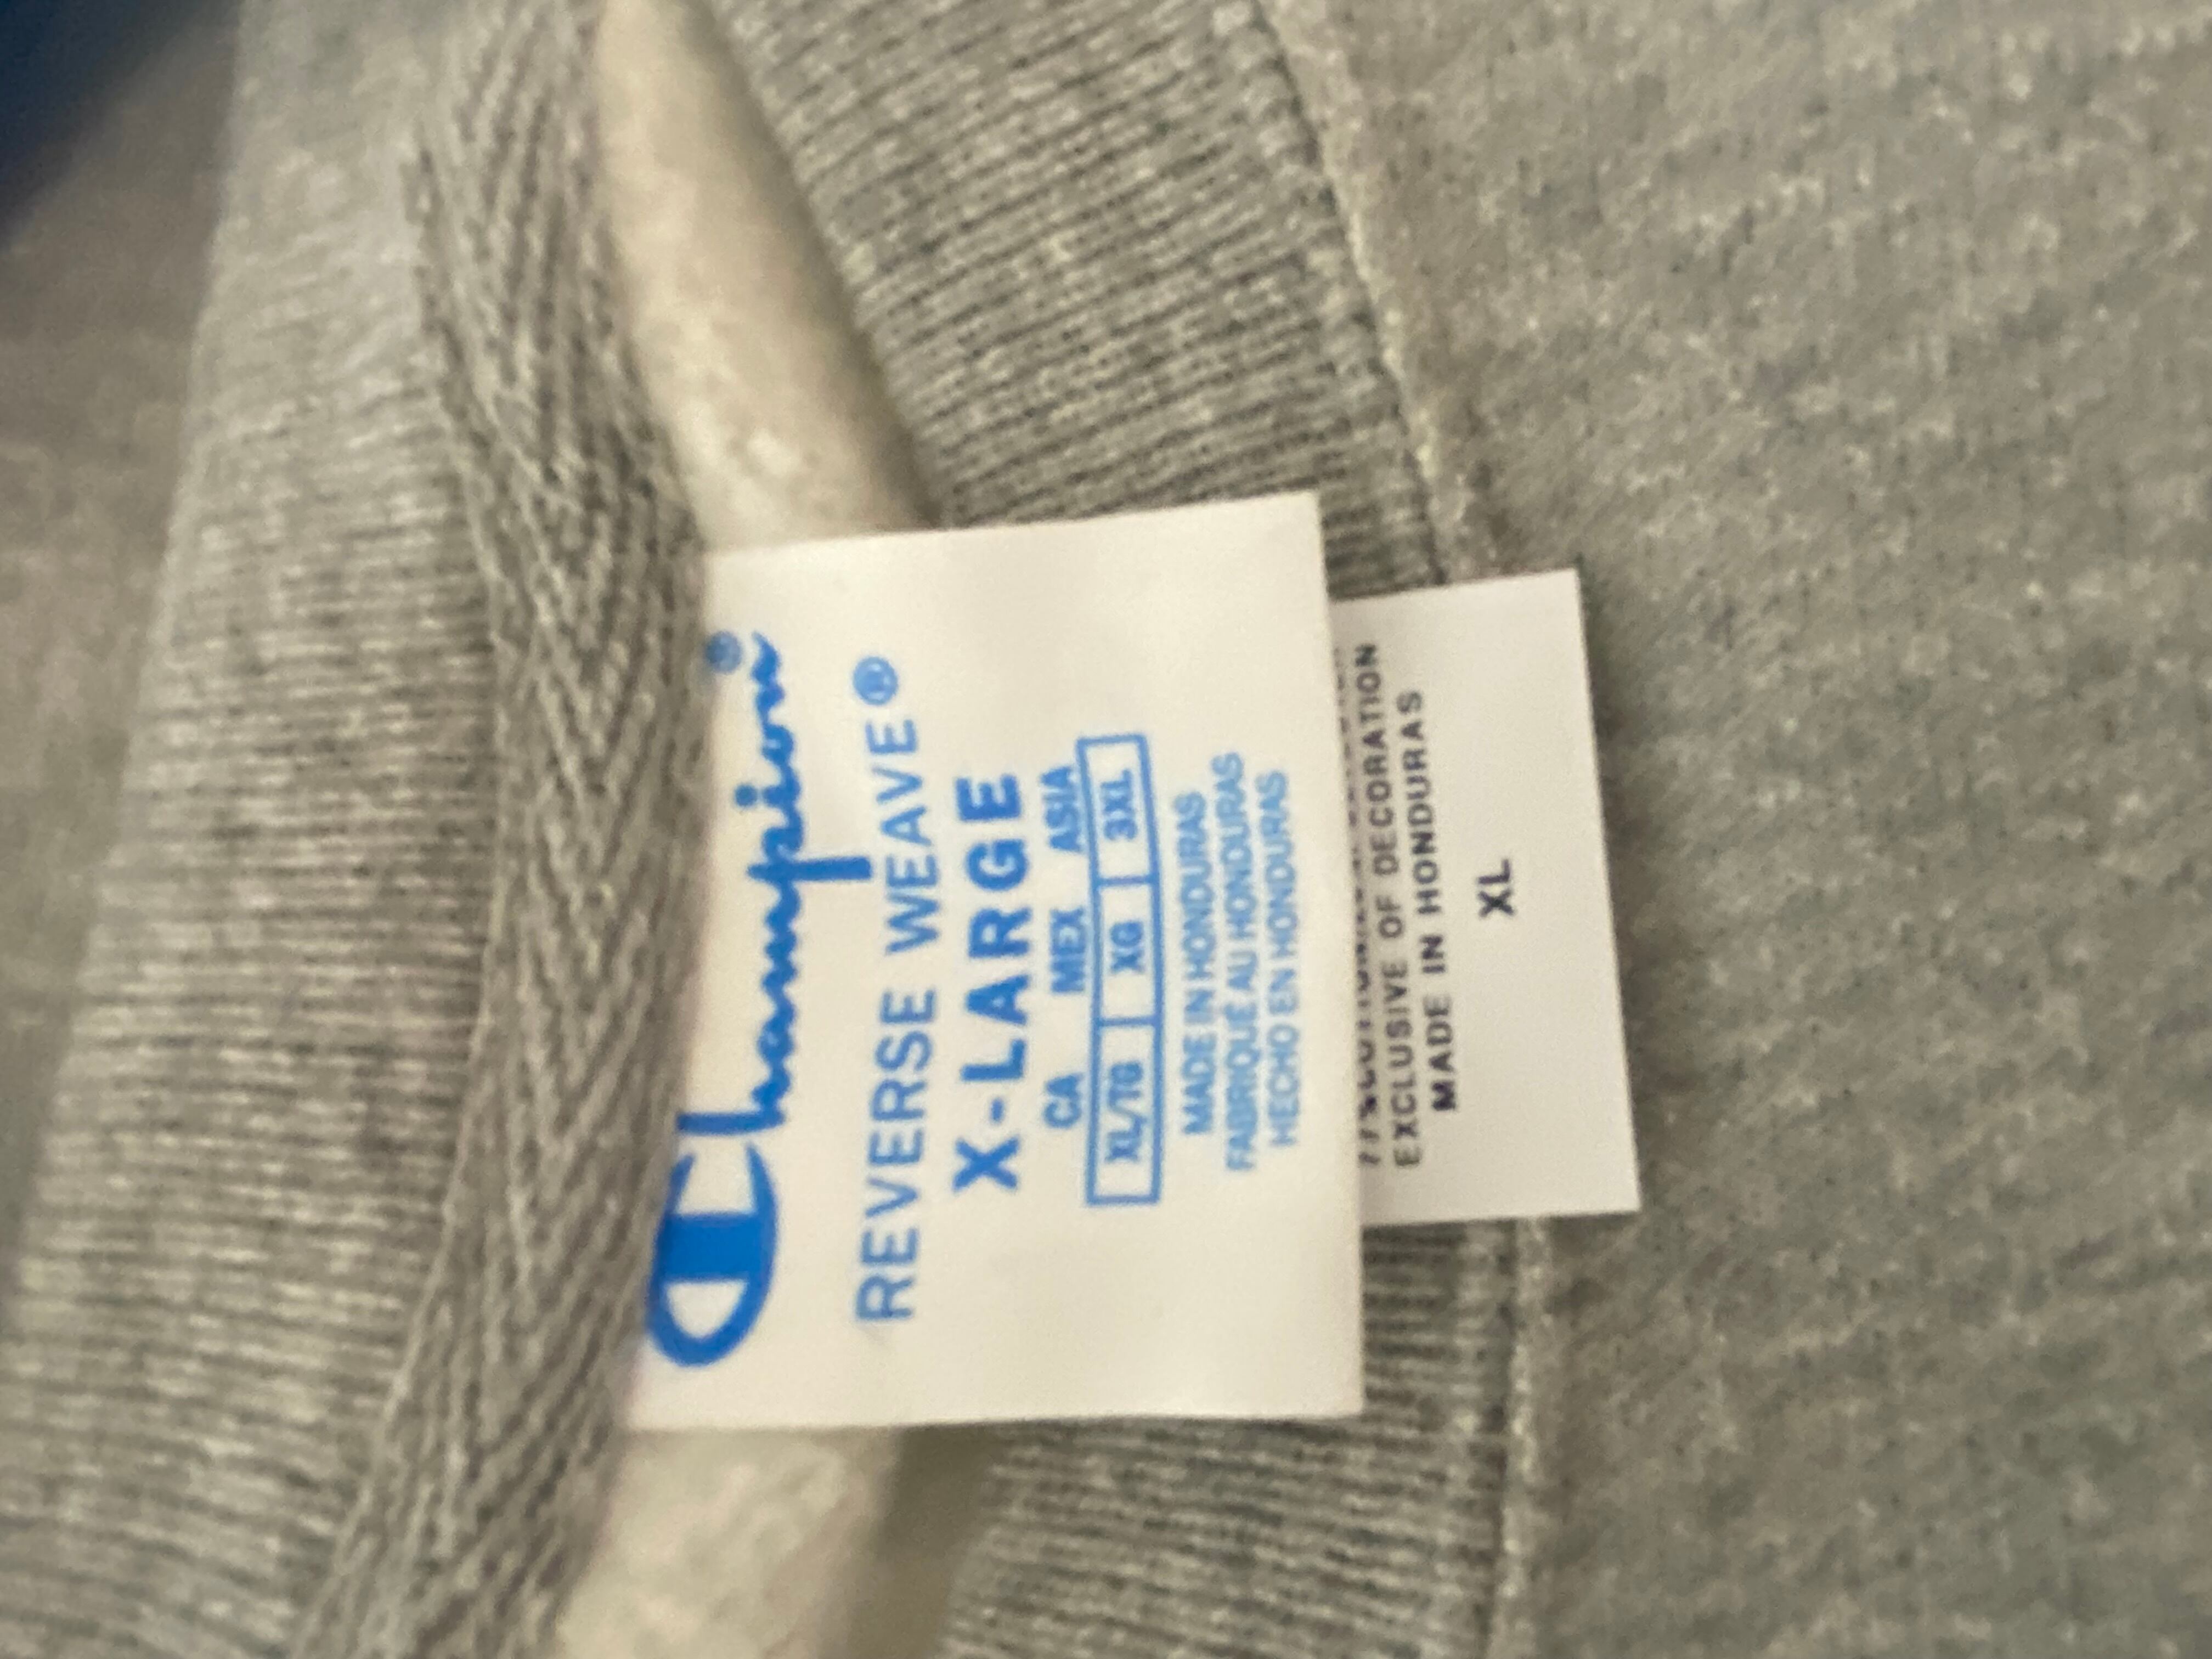 Champion®
REVERSE WEAVE®
X-LARGE
CA MEX ASIA
XL/TG XG 3XL
MADE IN HONDURAS
FABRIQUÉ AU HONDURAS
HECHO EN HONDURAS
EXCLUSIVE OF DECORATION
MADE IN HONDURAS
XL